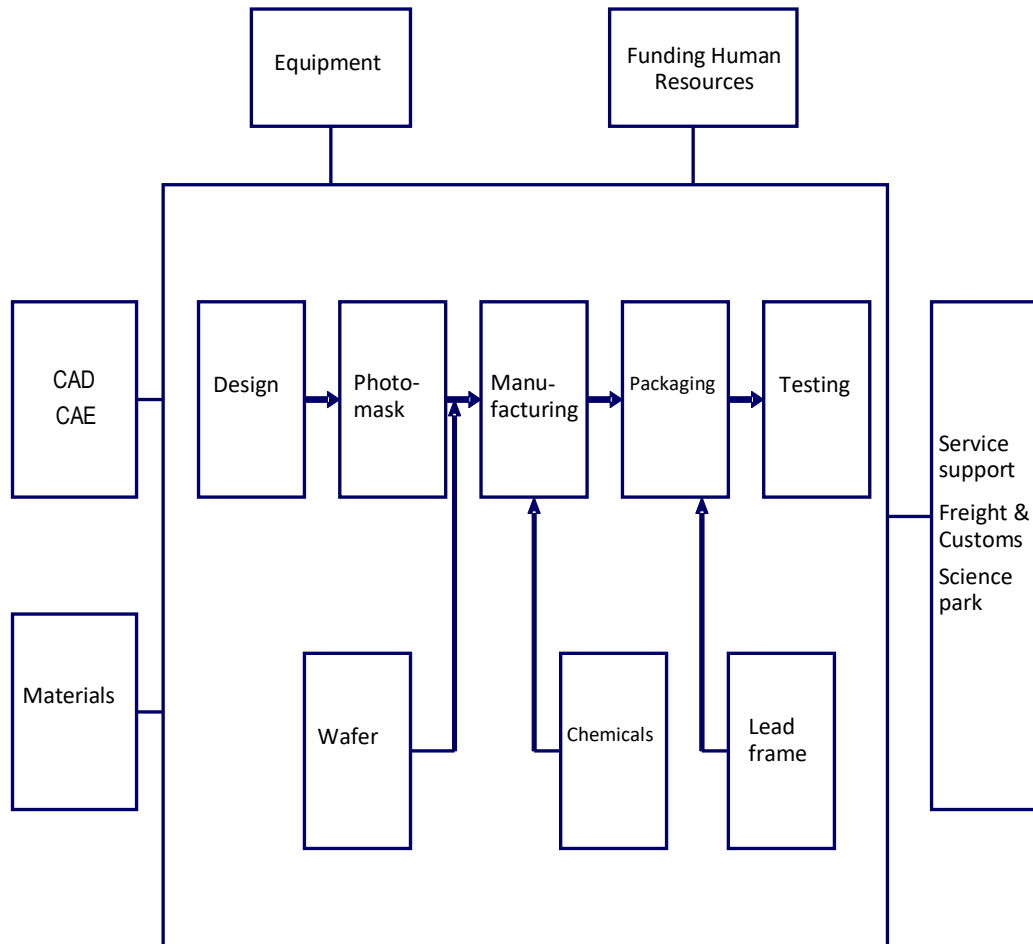 Equipment
Funding Human
Resources
CAD
CAE
Design
Photo-
mask
Manu-
facturing
Packaging
Testing
Service
support
Freight &
Customs
Science
park
Materials
Wafer
Chemicals
Lead
frame